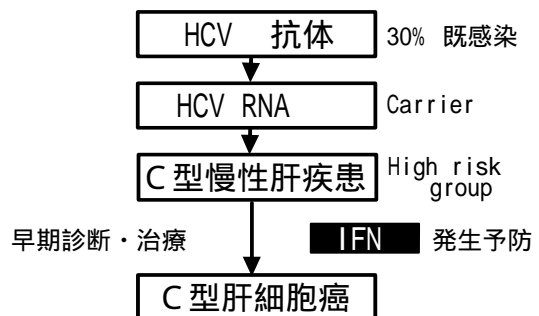 HCV 抗体 30% 既感染
HCV RNA Carrier
C型慢性肝疾患 High risk
group
早期診断・治療 IFN 発生予防
C型肝細胞癌